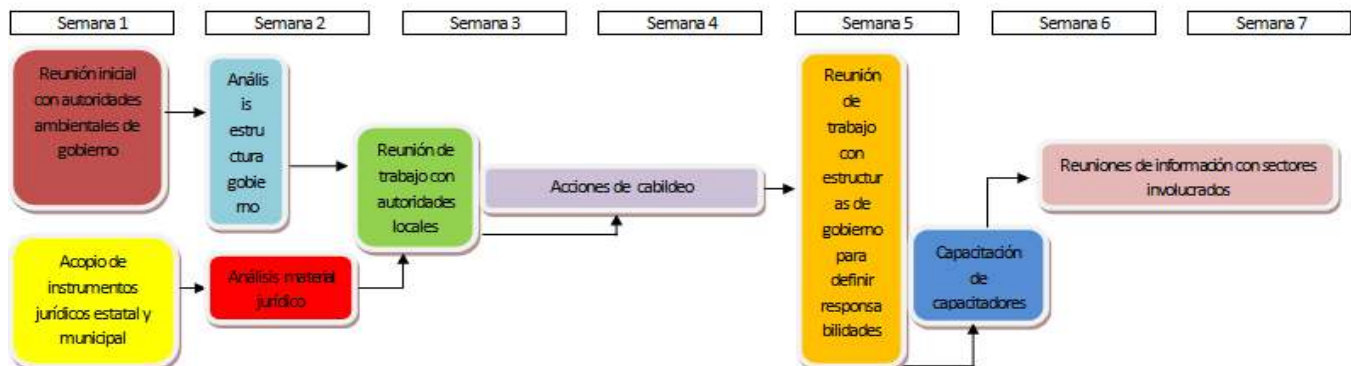 Semana 1
Semana 2
Semana 3
Semana 4
Semana 5
Semana 6
Semana 7
Reunión inicial
con autoridades
ambientales de
gobierno
Anális
is
estru
ctura
gobie
rno
Reunión de
trabajo con
autoridades
locales
Acciones de cabildeo
Reunión
de
trabajo
con
estructur
as de
gobierno
para
definir
responsa
bilidades
Reuniones de información con sectores
involucrados
Acopio de
instrumentos
jurídicos estatal y
municipal
Análisis material
jurídico
Capacitación
de
capacitadores